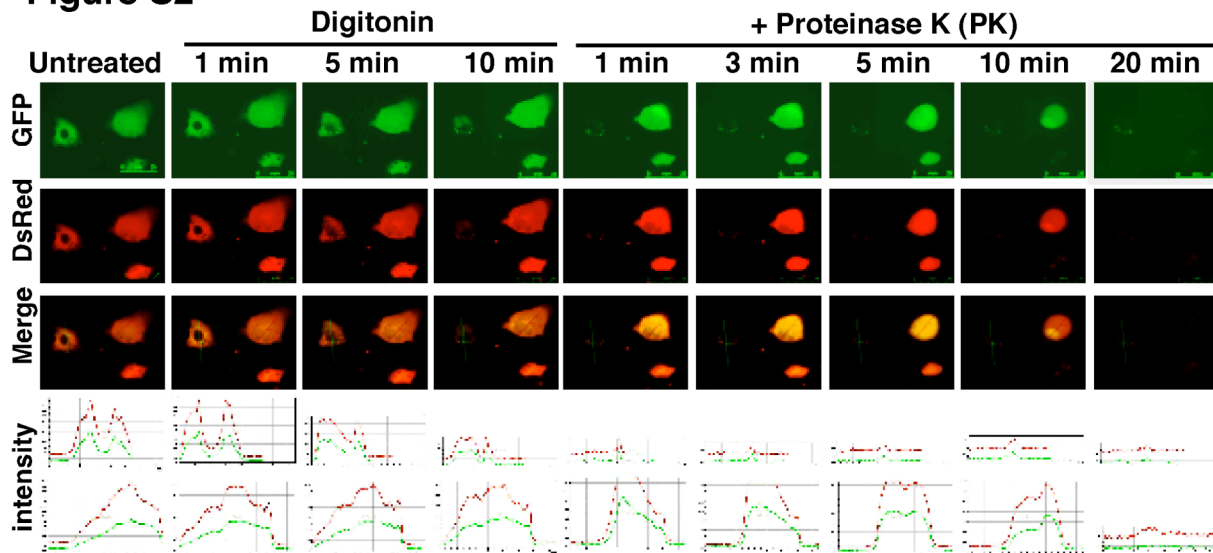 Figure S2
Digitonin
+ Proteinase K (PK)
Untreated
1 min
5 min
10 min
1 min
3 min
5 min
10 min
20 min
GFP
DsRed
Merge
intensity